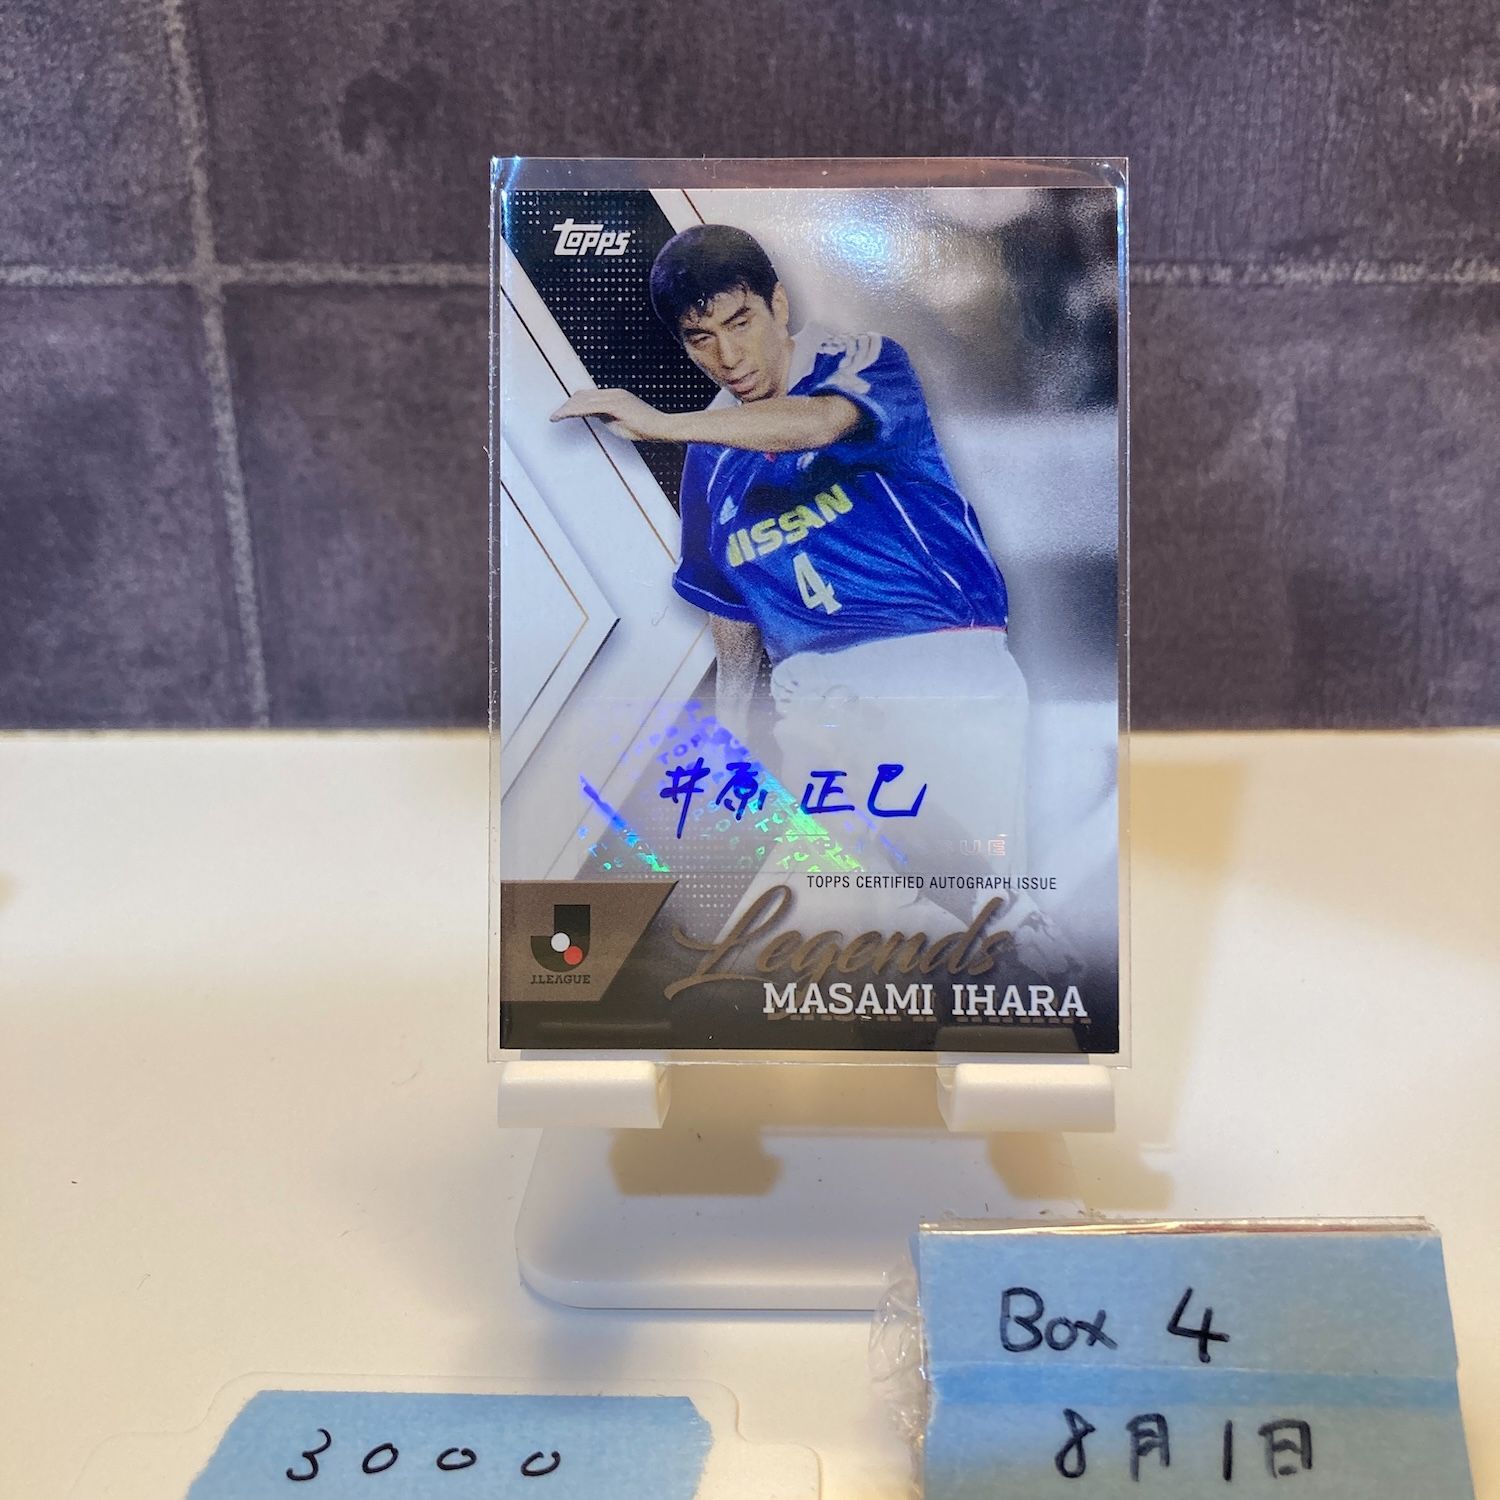 topps
NISSAN
4
井原 正巳
TOPPS CERTIFIED AUTOGRAPH ISSUE
J.LEAGUE
Legends
MASAMI IHARA
Box 4
8月1日
3000